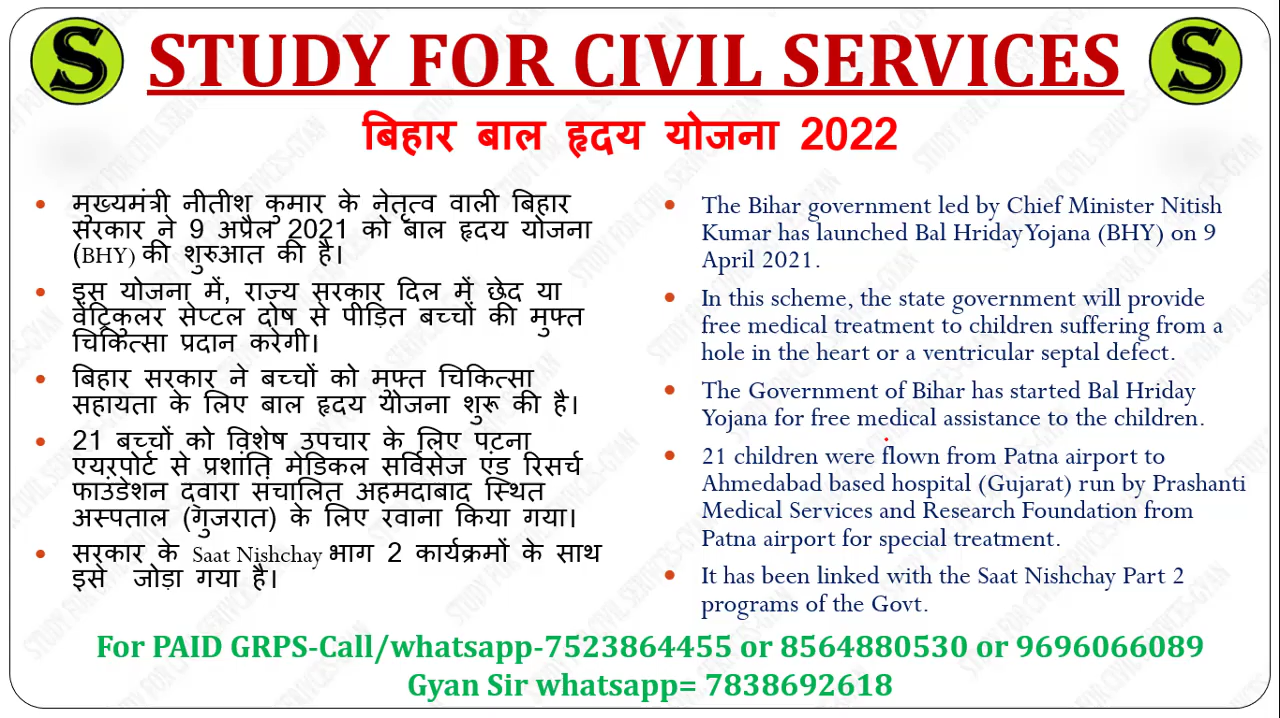 S STUDY FOR CIVIL SERVICES S
बिहार बाल हृदय योजना 2022
• मुख्यमंत्री नीतीश कुमार के नेतृत्व वाली बिहार
सरकार ने 9 अप्रैल 2021 को बाल हृदय योजना
(BHY) की शुरुआत की है।
• इस योजना में, राज्य सरकार दिल में छेद या
वेंट्रिकुलर सेप्टल दोष से पीड़ित बच्चों की मुफ्त
चिकित्सा प्रदान करेगी।
• बिहार सरकार ने बच्चों को मुफ्त चिकित्सा
सहायता के लिए बाल हृदय योजना शुरू की है।
• 21 बच्चों को विशेष उपचार के लिए पटना
एयरपोर्ट से प्रशांति मेडिकल सर्विसेज एंड रिसर्च
फाउंडेशन द्वारा संचालित अहमदाबाद स्थित
अस्पताल (गुजरात) के लिए रवाना किया गया।
• सरकार के Saat Nishchay भाग 2 कार्यक्रमों के साथ
इसे जोड़ा गया है।
• The Bihar government led by Chief Minister Nitish
Kumar has launched Bal Hriday Yojana (BHY) on 9
April 2021.
• In this scheme, the state government will provide
free medical treatment to children suffering from a
hole in the heart or a ventricular septal defect.
• The Government of Bihar has started Bal Hriday
Yojana for free medical assistance to the children.
• 21 children were flown from Patna airport to
Ahmedabad based hospital (Gujarat) run by Prashanti
Medical Services and Research Foundation from
Patna airport for special treatment.
• It has been linked with the Saat Nishchay Part 2
programs of the Govt.
For PAID GRPS-Call/whatsapp-7523864455 or 8564880530 or 9696066089
Gyan Sir whatsapp= 7838692618